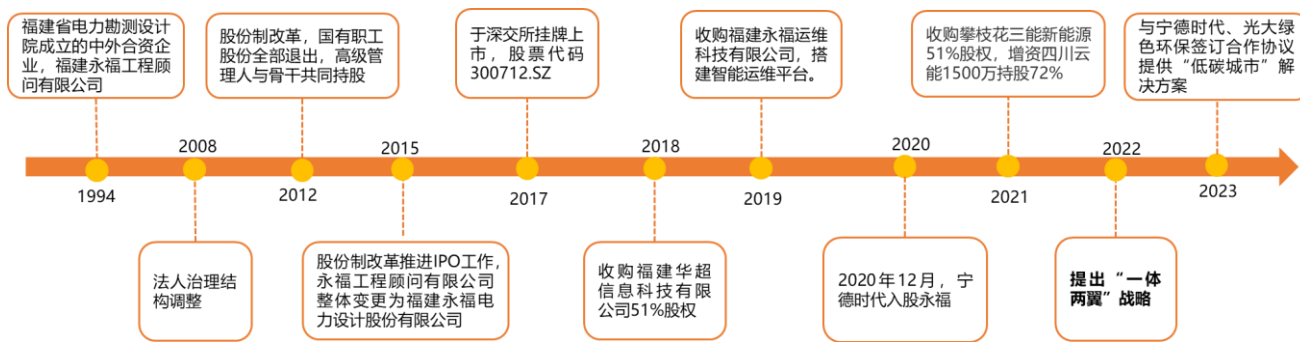 福建省电力勘测设计
院成立的中外合资企
业，福建永福工程顾
问有限公司
股份制改革，国有职工
股份全部退出，高级管
理人与骨干共同持股
于深交所挂牌上
市，股票代码
300712.SZ
收购福建永福运维
科技有限公司，搭
建智能运维平台。
收购攀枝花三能新能源
51%股权，增资四川云
能1500万持股72%
与宁德时代、光大绿
色环保签订合作协议
提供“低碳城市”解
决方案
1994
2008
2012
2015
2017
2018
2019
2020
2021
2022
2023
法人治理结
构调整
股份制改革推进IPO工作，
永福工程顾问有限公司
整体变更为福建永福电
力设计股份有限公司
收购福建华超
信息科技有限
公司51%股权
2020年12月，宁
德时代入股永福
提出“一体
两翼”战略